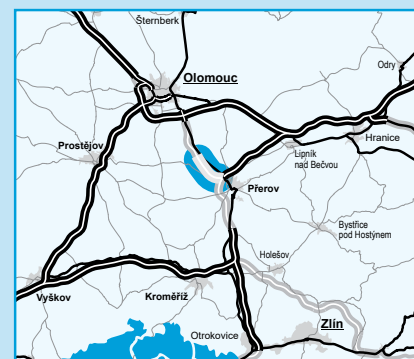 Šternberk
Odry
Olomouc
Hranice
Prostějov
Lipník
nad Bečvou
Přerov
Bystřice
pod Hostýnem
Holešov
Vyškov
Kroměříž
Zlín
Otrokovice